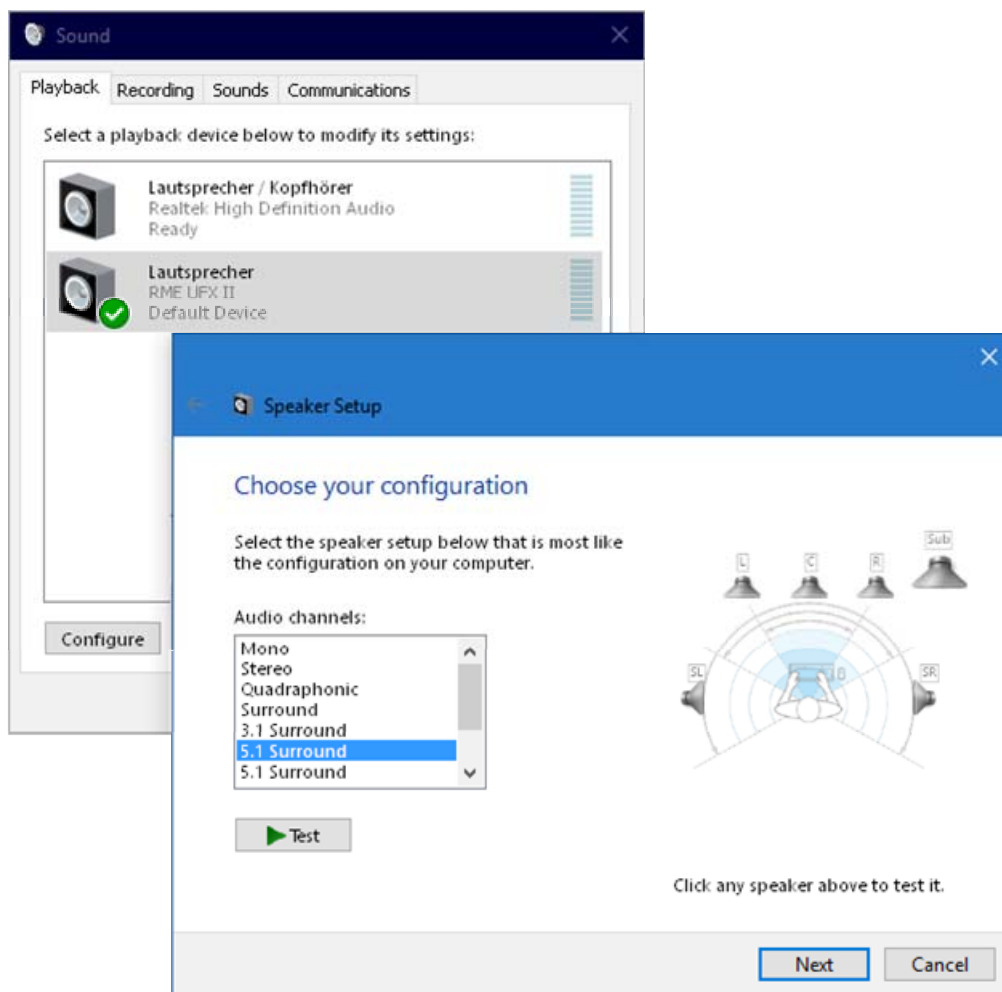 Sound
Playback Recording Sounds Communications
Select a playback device below to modify its settings:
Lautsprecher / Kopfhörer
Realtek High Definition Audio
Ready
Lautsprecher
RME UFX II
Default Device
Configure
Speaker Setup
Choose your configuration
Select the speaker setup below that is most like
the configuration on your computer.
Audio channels:
Mono
Stereo
Quadraphonic
Surround
3.1 Surround
5.1 Surround
5.1 Surround
Test
L C R Sub
SL SR
Click any speaker above to test it.
Next Cancel